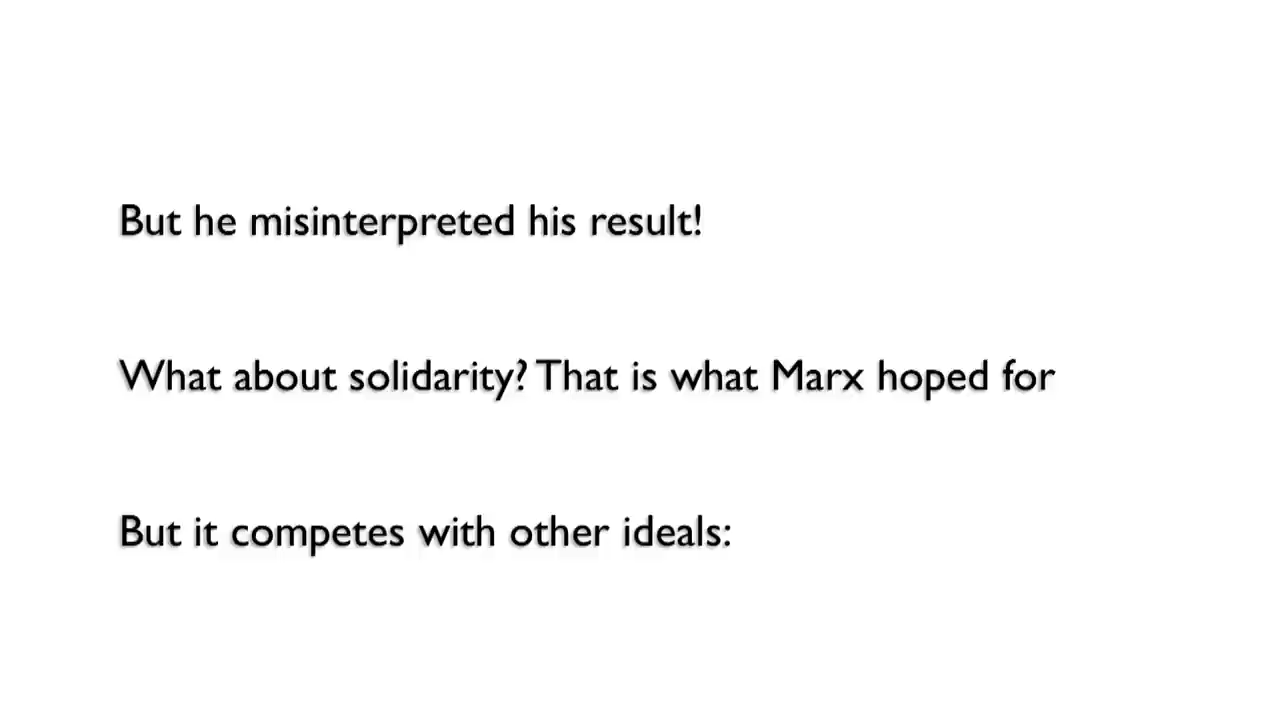 But he misinterpreted his result!
What about solidarity? That is what Marx hoped for
But it competes with other ideals: